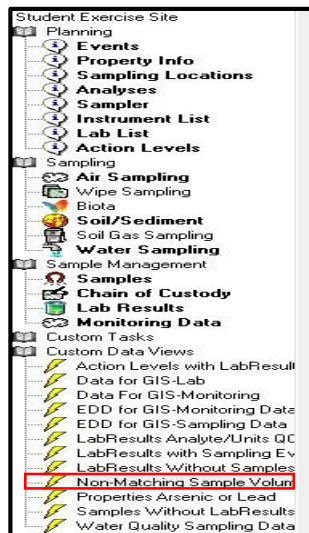 Student Exercise Site
Planning
Events
Property Info
Sampling Locations
Analyses
Sampler
Instrument List
Lab List
Action Levels
Sampling
Air Sampling
Wipe Sampling
Biota
Soil/Sediment
Soil Gas Sampling
Water Sampling
Sample Management
Samples
Chain of Custody
Lab Results
Monitoring Data
Custom Tasks
Custom Data Views
Action Levels with LabResult
Data for GIS-Lab
Data For GIS-Monitoring
EDD for GIS-Monitoring Data
EDD for GIS-Sampling Data
LabResults Analyte/Units QC
LabResults with Sampling Ev
LabResults Without Samples
Non-Matching Sample Volum
Properties Arsenic or Lead
Samples Without LabResults
Water Quality Sampling Data